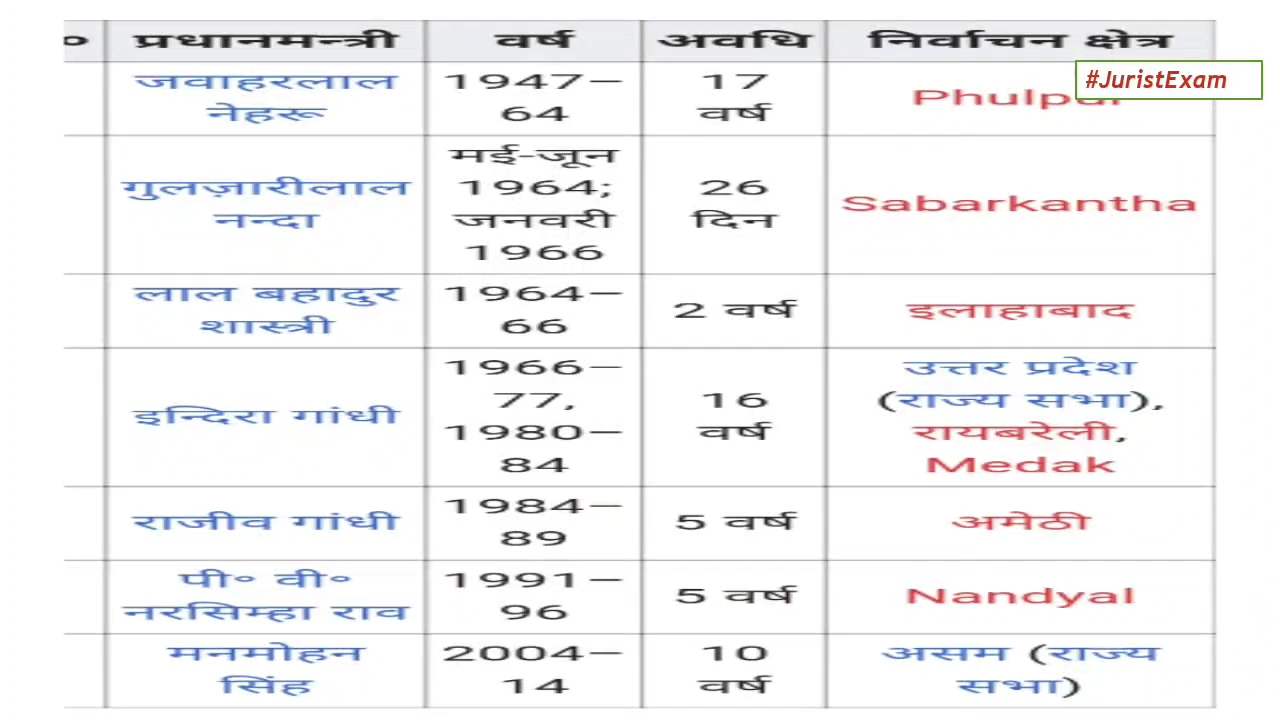 ॰ प्रधानमन्त्री वर्ष अवधि निर्वाचन क्षेत्र
#JuristExam
जवाहरलाल
नेहरू
1947–
64
17
वर्ष
गुलज़ारीलाल
नन्दा
मई-जून
1964;
जनवरी
1966
26
दिन
Sabarkantha
लाल बहादुर
शास्त्री
1964–
66
2 वर्ष
इलाहाबाद
इन्दिरा गांधी
1966–
77,
1980–
84
16
वर्ष
उत्तर प्रदेश
(राज्य सभा),
रायबरेली,
Medak
राजीव गांधी
1984–
89
5 वर्ष
अमेठी
पी॰ वी॰
नरसिम्हा राव
1991–
96
5 वर्ष
Nandyal
मनमोहन
सिंह
2004–
14
10
वर्ष
असम (राज्य
सभा)